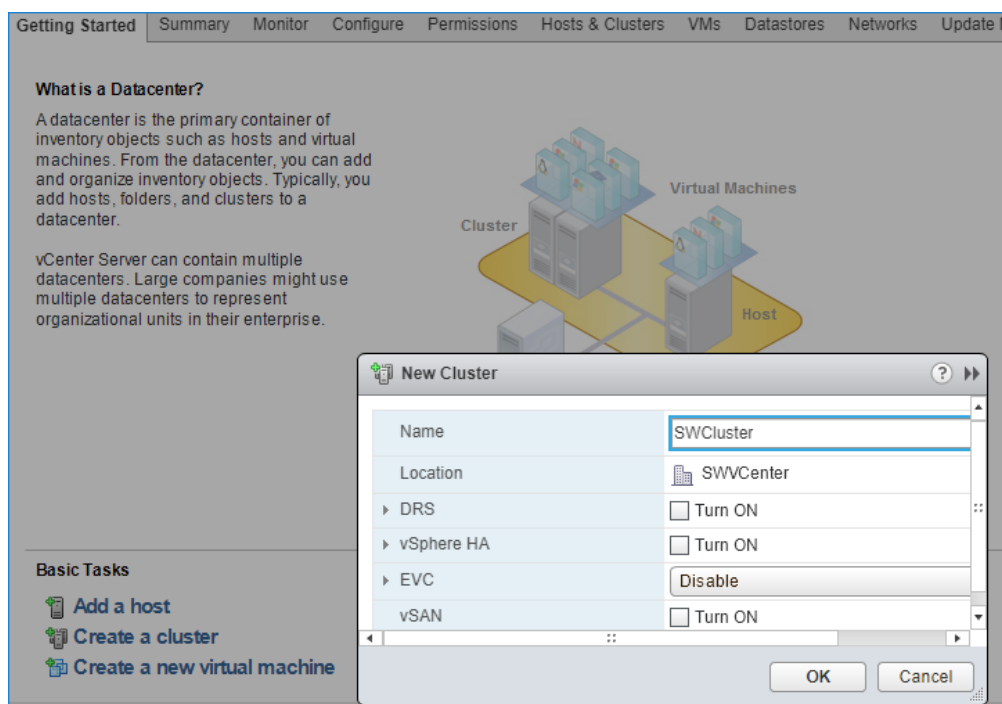 Getting Started Summary Monitor Configure Permissions Hosts & Clusters VMs Datastores Networks Update
What is a Datacenter?
A datacenter is the primary container of
inventory objects such as hosts and virtual
machines. From the datacenter, you can add
and organize inventory objects. Typically, you
add hosts, folders, and clusters to a
datacenter.
vCenter Server can contain multiple
datacenters. Large companies might use
multiple datacenters to represent
organizational units in their enterprise.
Virtual Machines
Cluster
Host
New Cluster
?
Name SWCluster
Location SWVCenter
DRS Turn ON
vSphere HA Turn ON
EVC Disable
vSAN Turn ON
OK Cancel
Basic Tasks
Add a host
Create a cluster
Create a new virtual machine